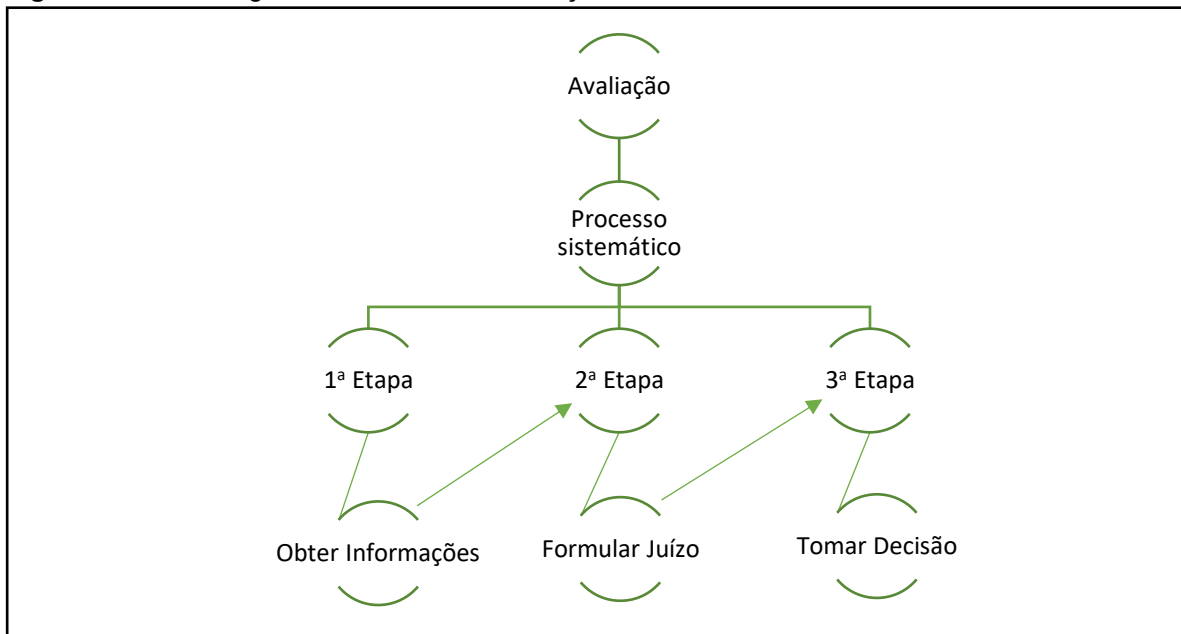 Avaliação
Processo
sistemático
1ª Etapa
2ª Etapa
3ª Etapa
Obter Informações
Formular Juízo
Tomar Decisão